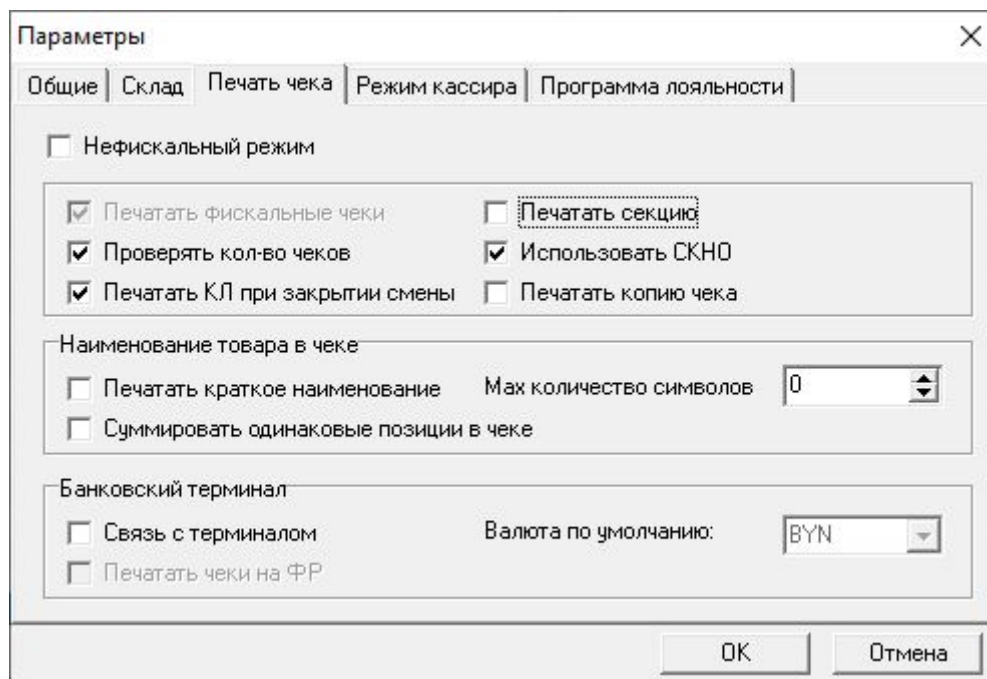 Параметры
Общие Склад Печать чека Режим кассира Программа лояльности
Нефискальный режим
Печатать фискальные чеки Печатать секцию
Проверять кол-во чеков Использовать СКНО
Печатать КЛ при закрытии смены Печатать копию чека
Наименование товара в чеке
Печатать краткое наименование Max количество символов 0
Суммировать одинаковые позиции в чеке
Банковский терминал
Связь с терминалом Валюта по умолчанию: BYN
Печатать чеки на ФР
OK Отмена